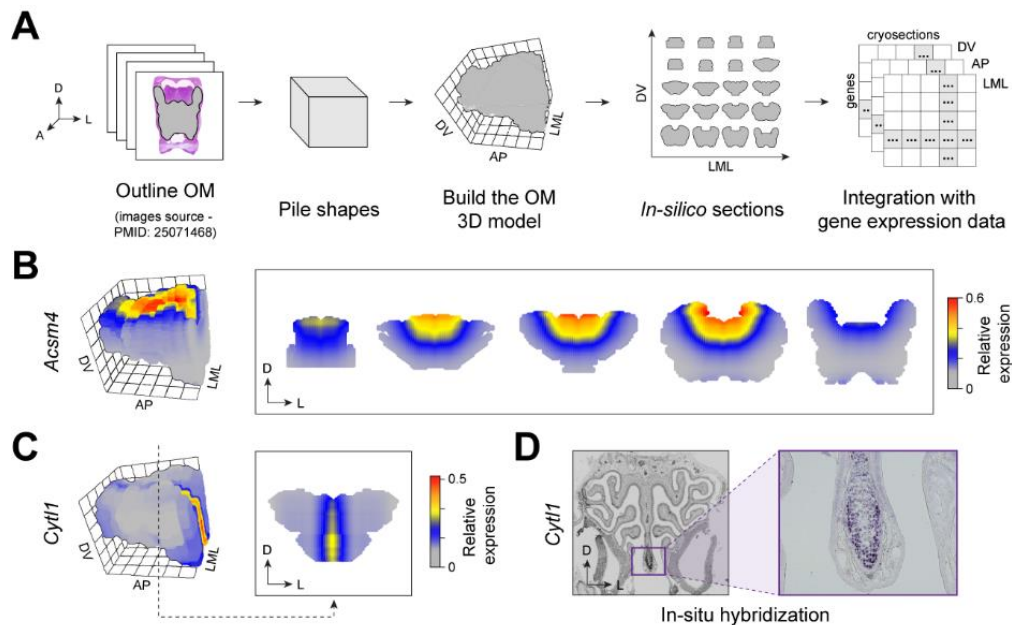 A
D
L
A
Outline OM
(images source -
PMID: 25071468)
Pile shapes
DV
AP
LML
Build the OM
3D model
DV
LML
In-silico sections
cryosections
DV
AP
LML
genes
Integration with
gene expression data
B
Acsm4
DV
AP
LML
D
L
0.6
0
Relative
expression
C
Cytl1
DV
AP
LML
D
L
0.5
0
Relative
expression
D
Cytl1
D
L
In-situ hybridization